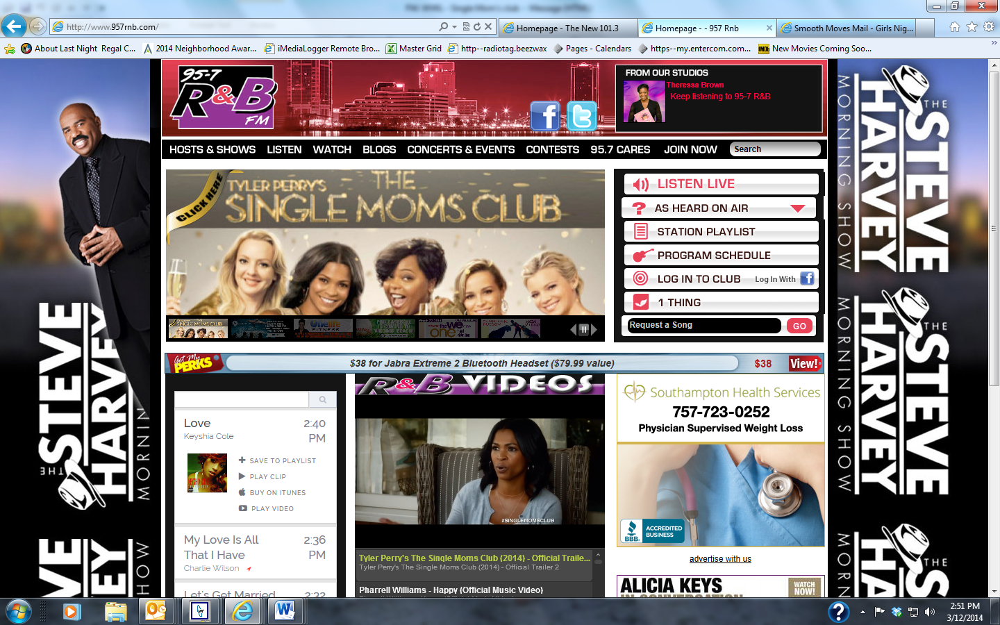 http://www.957rnb.com/
Homepage - The New 101.3
Homepage - - 957 Rnb
Smooth Moves Mail - Girls Nig...
About Last Night  Regal C...
2014 Neighborhood Awar...
iMediaLogger Remote Bro...
Master Grid
http--radiotag.beezwax
Pages - Calendars
https--my.entercom.com...
New Movies Coming Soo...
95-7
R&B
FM
FROM OUR STUDIOS
Theressa Brown
Keep listening to 95-7 R&B
HOSTS & SHOWS
LISTEN
WATCH
BLOGS
CONCERTS & EVENTS
CONTESTS
95.7 CARES
JOIN NOW
Search
CLICK HERE
TYLER PERRY'S
THE
SINGLE MOMS CLUB
LISTEN LIVE
AS HEARD ON AIR
STATION PLAYLIST
PROGRAM SCHEDULE
LOG IN TO CLUB
Log In With
1 THING
Request a Song
GO
Get My
PERKS
$38 for Jabra Extreme 2 Bluetooth Headset ($79.99 value)
$38
View!
Love
2:40
PM
Keyshia Cole
SAVE TO PLAYLIST
PLAY CLIP
BUY ON ITUNES
PLAY VIDEO
My Love Is All
That I Have
2:36
PM
Charlie Wilson
Let's Get Married
2:32
R&B VIDEOS
#SINGLEMOMSCLUB
Tyler Perry's The Single Moms Club (2014) - Official Traile...
Tyler Perry's The Single Moms Club (2014) - Official Trailer 2
Pharrell Williams - Happy (Official Music Video)
Southampton Health Services
757-723-0252
Physician Supervised Weight Loss
BBB
ACCREDITED
BUSINESS
advertise with us
ALICIA KEYS
IN CONVERSATION
WATCH
NOW!
THE
STEVE
HARVEY
MORNING SHOW
THE
STEVE
HARVEY
MORNING SHOW
THE
STEVE
HARVEY
MORNIN
THE
STEVE
HARVEY
2:51 PM
3/12/2014